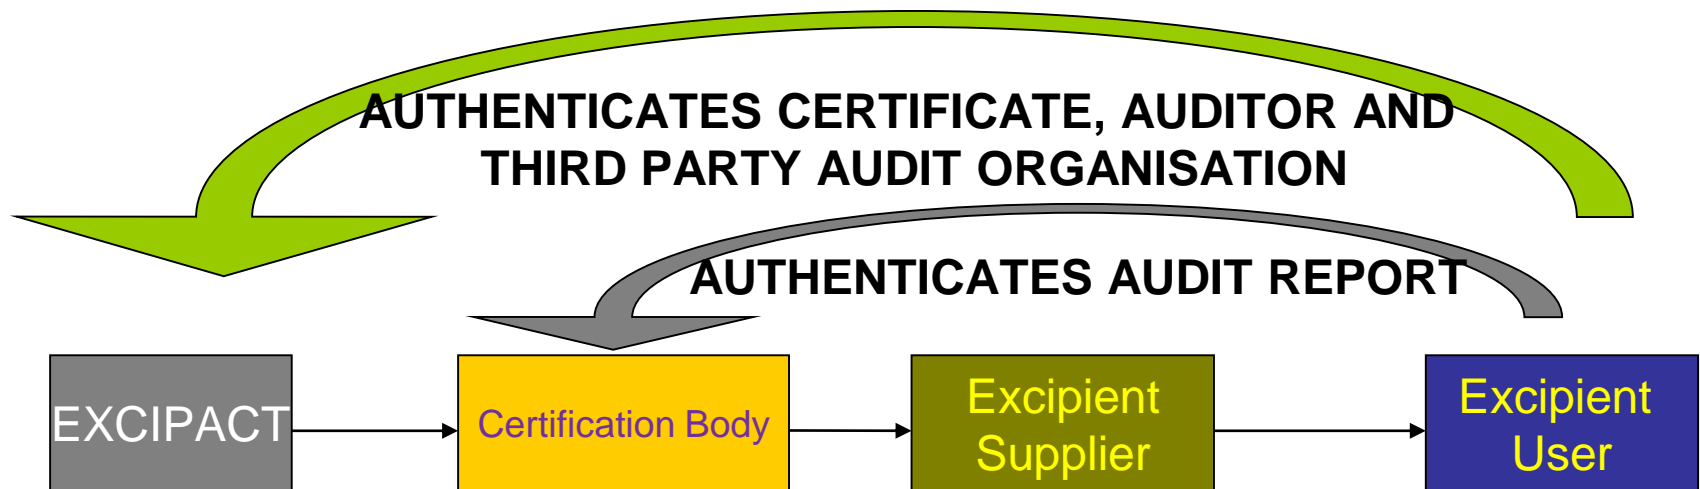 AUTHENTICATES CERTIFICATE, AUDITOR AND
THIRD PARTY AUDIT ORGANISATION
AUTHENTICATES AUDIT REPORT
EXCIPACT
Certification Body
Excipient
Supplier
Excipient
User